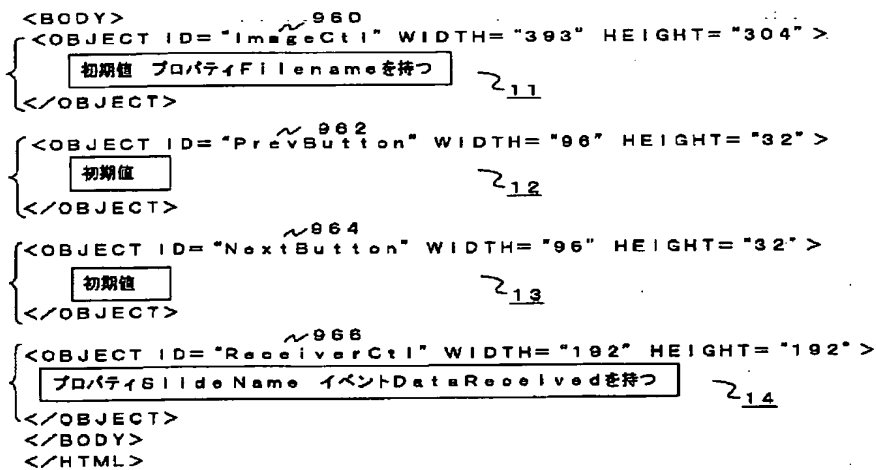 <BODY>
960
<OBJECT ID="ImageCtl" WIDTH="393" HEIGHT="304">
初期値 プロパティFilenameを持つ
11
</OBJECT>
962
<OBJECT ID="PrevButton" WIDTH="96" HEIGHT="32">
初期値
12
</OBJECT>
964
<OBJECT ID="NextButton" WIDTH="96" HEIGHT="32">
初期値
13
</OBJECT>
966
<OBJECT ID="ReceiverCtl" WIDTH="192" HEIGHT="192">
プロパティSlideName イベントDataReceivedを持つ
14
</OBJECT>
</BODY>
</HTML>